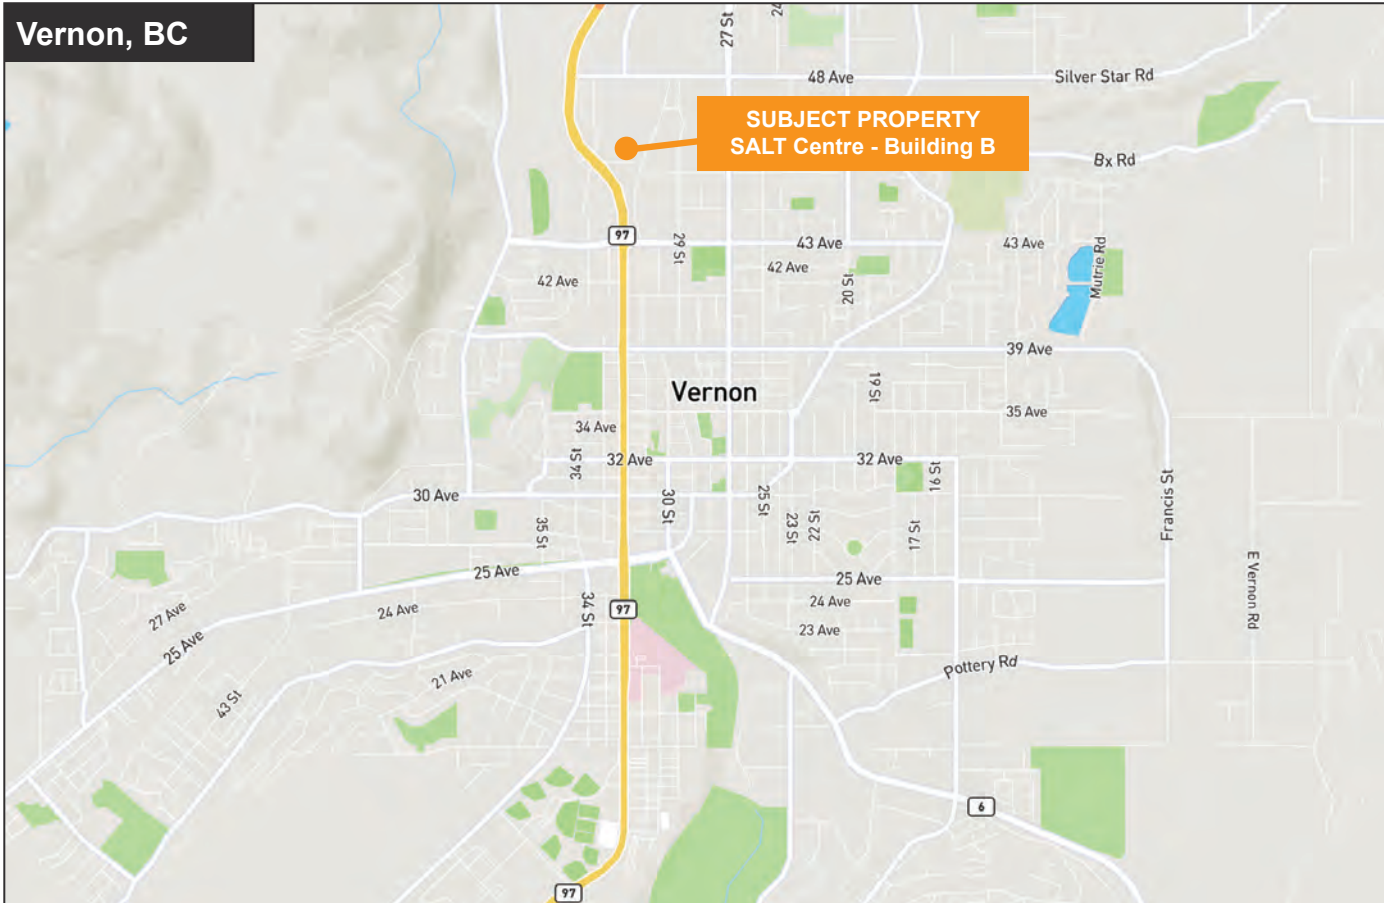 Vernon, BC
24
27 St
48 Ave
Silver Star Rd
SUBJECT PROPERTY
SALT Centre - Building B
Bx Rd
97
29 St
43 Ave
43 Ave
42 Ave
42 Ave
20 St
Mutrie Rd
39 Ave
Vernon
19 St
35 Ave
34 Ave
34 St
32 Ave
32 Ave
16 St
30 Ave
30 St
25 St
23 St
22 St
17 St
35 St
Francis St
E Vernon Rd
25 Ave
25 Ave
24 Ave
23 Ave
27 Ave
24 Ave
34 St
97
25 Ave
Pottery Rd
21 Ave
43 St
6
97